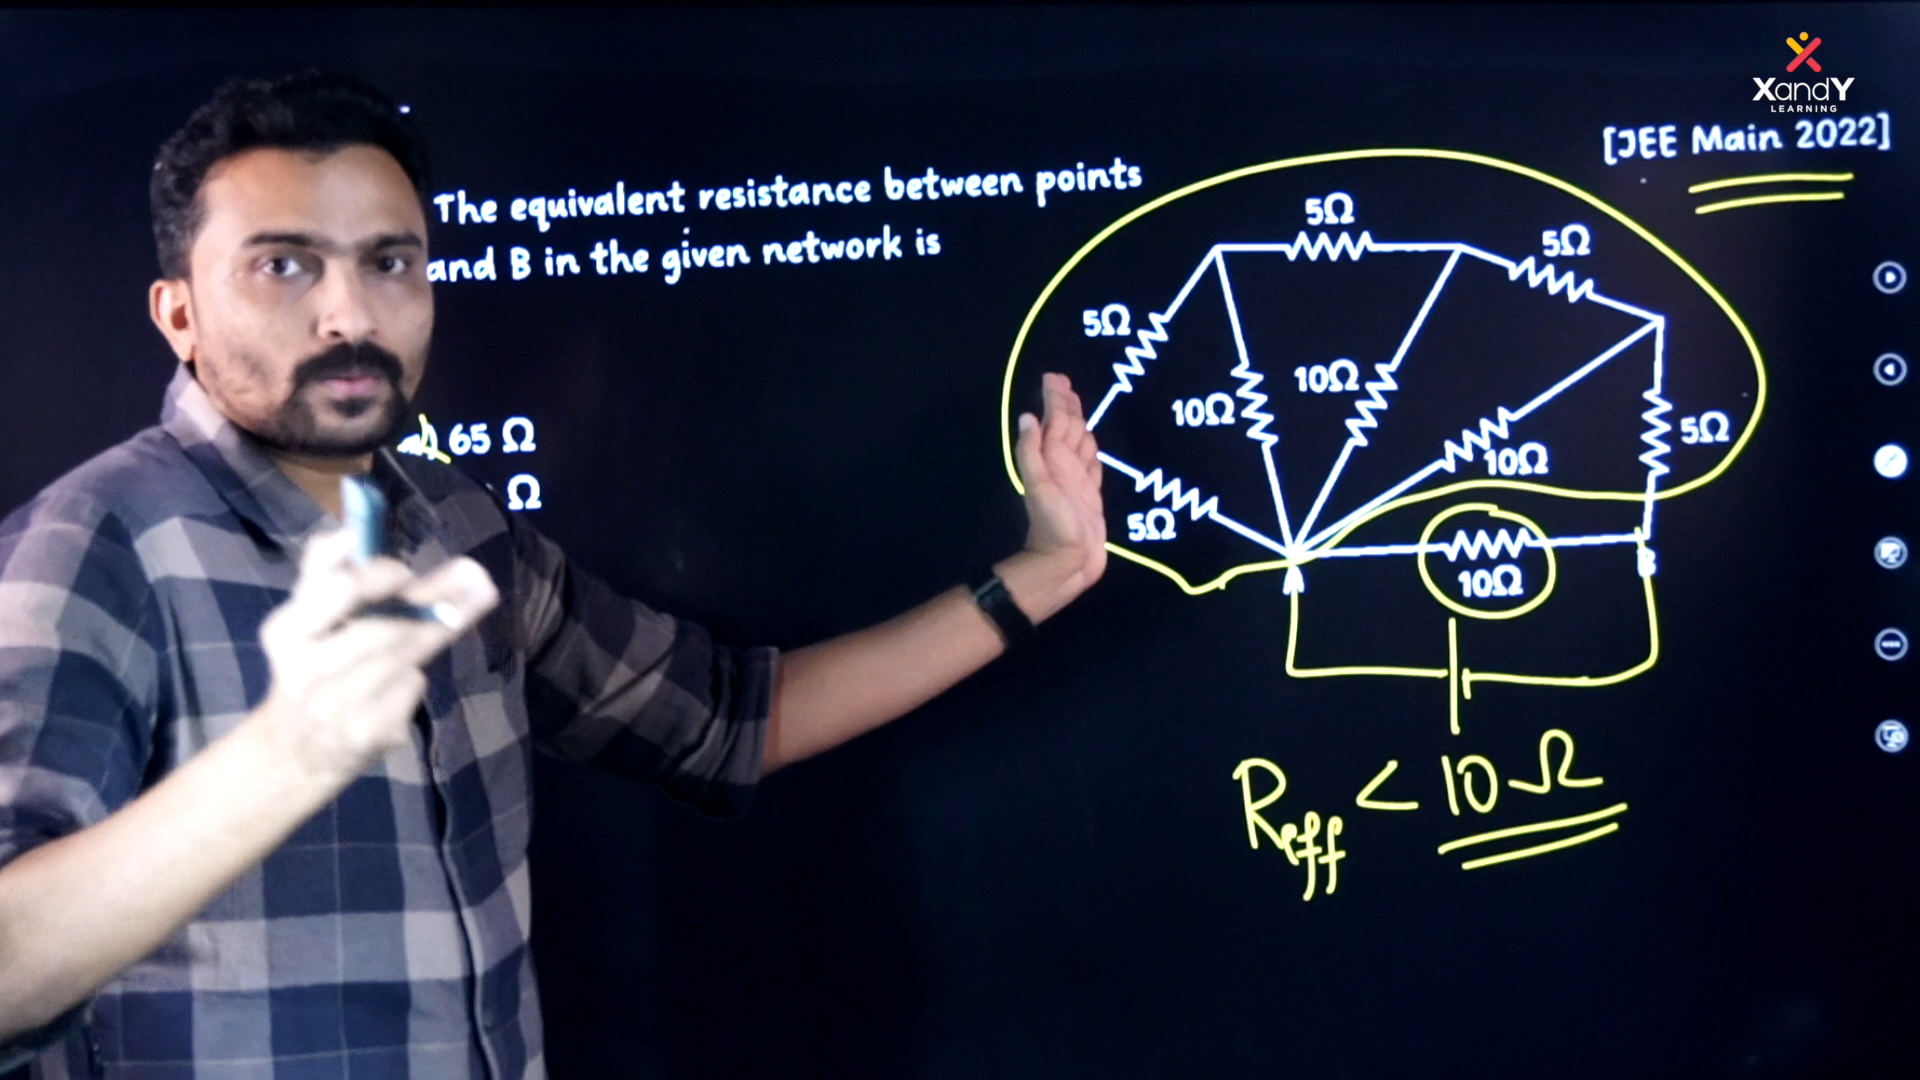 XandY
LEARNING
[JEE Main 2022]
The equivalent resistance between points
and B in the given network is
65 Ω
Ω
5Ω
5Ω
5Ω
10Ω
10Ω
5Ω
10Ω
5Ω
10Ω
A
B
Reff < 10 Ω